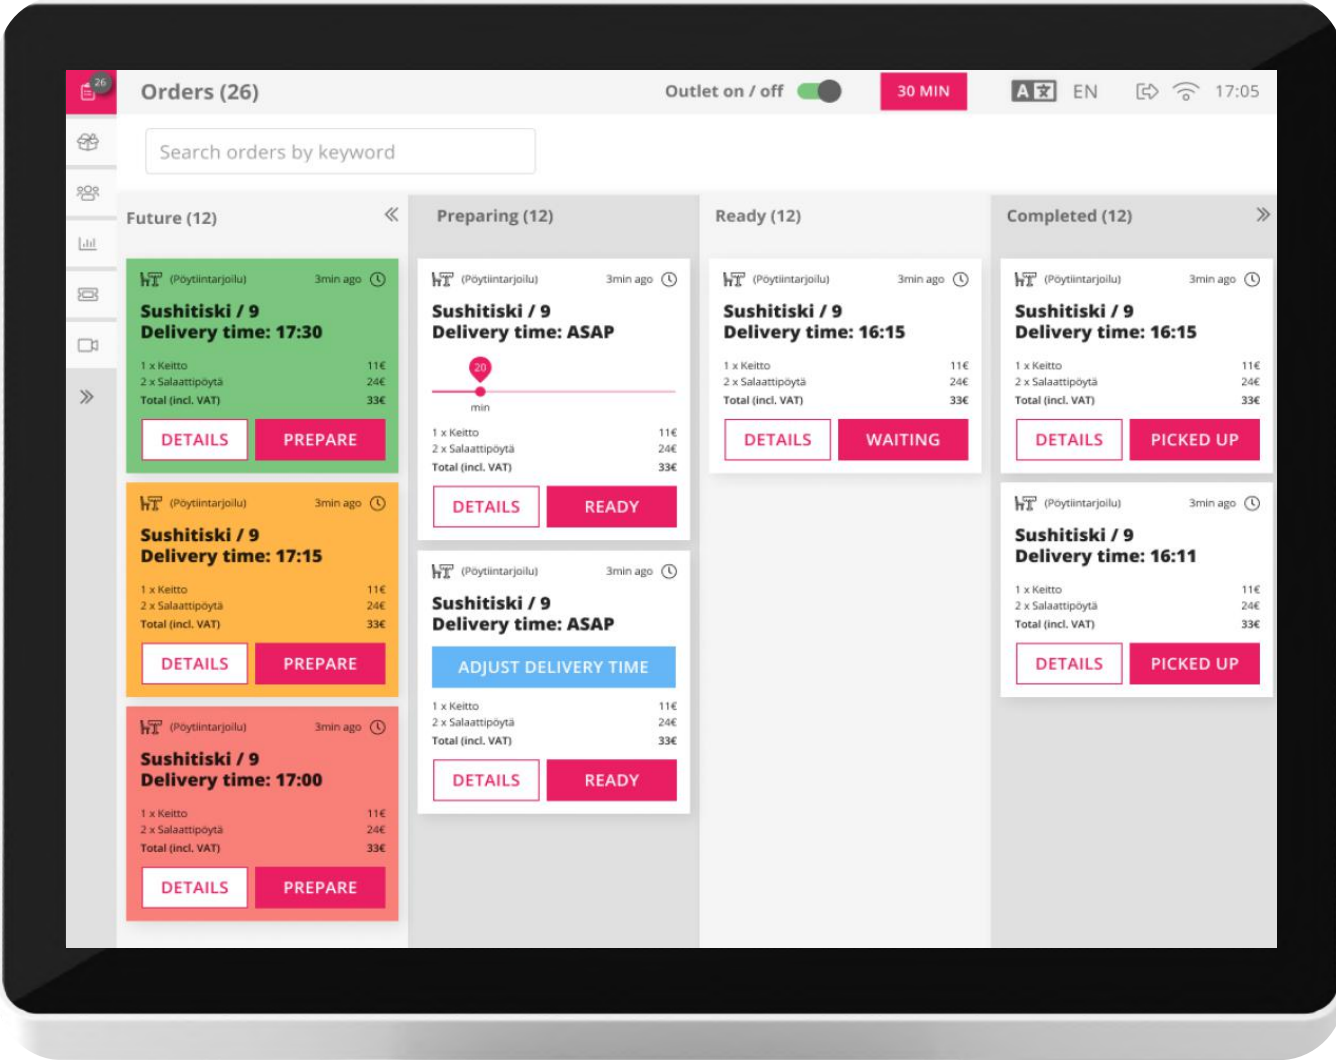 26
Orders (26)
Outlet on / off
30 MIN
A文
EN
17:05
Search orders by keyword
Future (12)
(Pöytiintarjoilu) 3min ago
Sushitiski / 9
Delivery time: 17:30
1 x Keitto 11€
2 x Salaattipöytä 24€
Total (incl. VAT) 33€
DETAILS PREPARE
(Pöytiintarjoilu) 3min ago
Sushitiski / 9
Delivery time: 17:15
1 x Keitto 11€
2 x Salaattipöytä 24€
Total (incl. VAT) 33€
DETAILS PREPARE
(Pöytiintarjoilu) 3min ago
Sushitiski / 9
Delivery time: 17:00
1 x Keitto 11€
2 x Salaattipöytä 24€
Total (incl. VAT) 33€
DETAILS PREPARE
Preparing (12)
(Pöytiintarjoilu) 3min ago
Sushitiski / 9
Delivery time: ASAP
20
min
1 x Keitto 11€
2 x Salaattipöytä 24€
Total (incl. VAT) 33€
DETAILS READY
(Pöytiintarjoilu) 3min ago
Sushitiski / 9
Delivery time: ASAP
ADJUST DELIVERY TIME
1 x Keitto 11€
2 x Salaattipöytä 24€
Total (incl. VAT) 33€
DETAILS READY
Ready (12)
(Pöytiintarjoilu) 3min ago
Sushitiski / 9
Delivery time: 16:15
1 x Keitto 11€
2 x Salaattipöytä 24€
Total (incl. VAT) 33€
DETAILS WAITING
Completed (12)
(Pöytiintarjoilu) 3min ago
Sushitiski / 9
Delivery time: 16:15
1 x Keitto 11€
2 x Salaattipöytä 24€
Total (incl. VAT) 33€
DETAILS PICKED UP
(Pöytiintarjoilu) 3min ago
Sushitiski / 9
Delivery time: 16:11
1 x Keitto 11€
2 x Salaattipöytä 24€
Total (incl. VAT) 33€
DETAILS PICKED UP